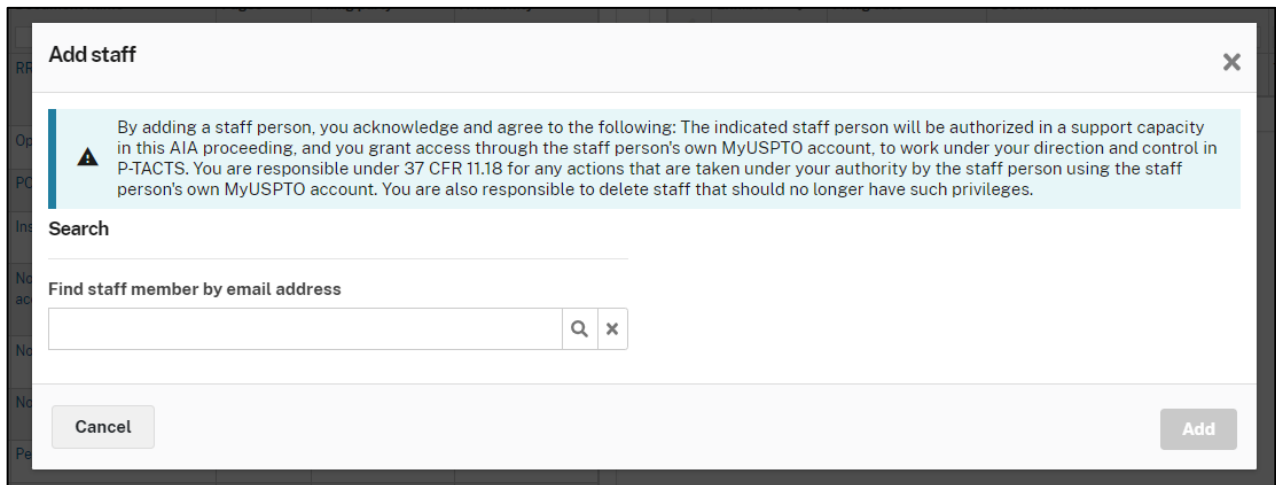 Add staff
By adding a staff person, you acknowledge and agree to the following: The indicated staff person will be authorized in a support capacity
in this AIA proceeding, and you grant access through the staff person's own MyUSPTO account, to work under your direction and control in
P-TACTS. You are responsible under 37 CFR 11.18 for any actions that are taken under your authority by the staff person using the staff
person's own MyUSPTO account. You are also responsible to delete staff that should no longer have such privileges.
Search
Find staff member by email address
Cancel
Add